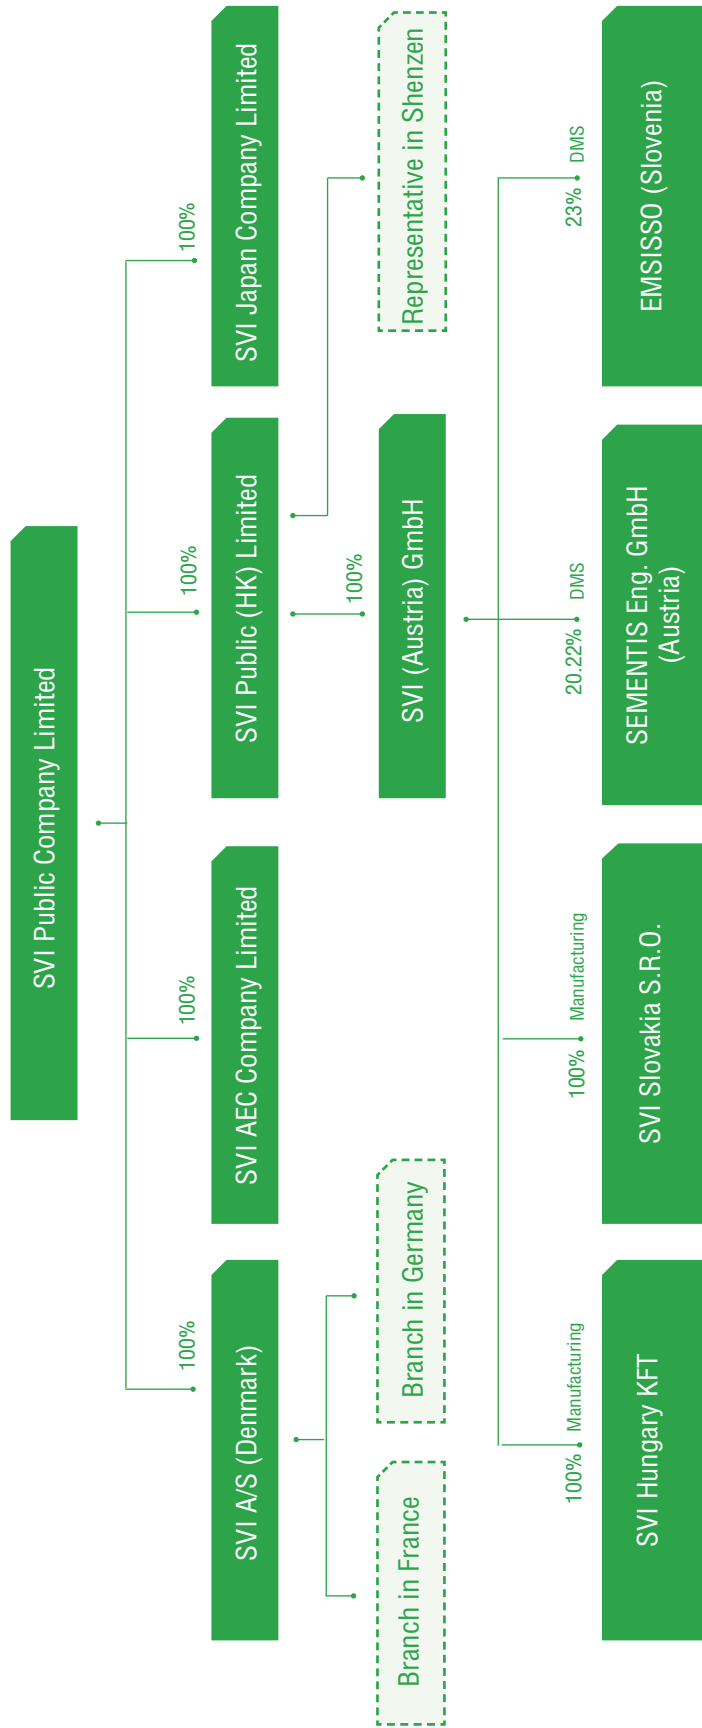 SVI Public Company Limited
100%
100%
100%
100%
SVI A/S (Denmark)
SVI AEC Company Limited
SVI Public (HK) Limited
SVI Japan Company Limited
100%
Branch in France
Branch in Germany
SVI (Austria) GmbH
Representative in Shenzen
100% Manufacturing
100% Manufacturing
20.22% DMS
23% DMS
SVI Hungary KFT
SVI Slovakia S.R.O.
SEMENTIS Eng. GmbH
(Austria)
EMSISSO (Slovenia)